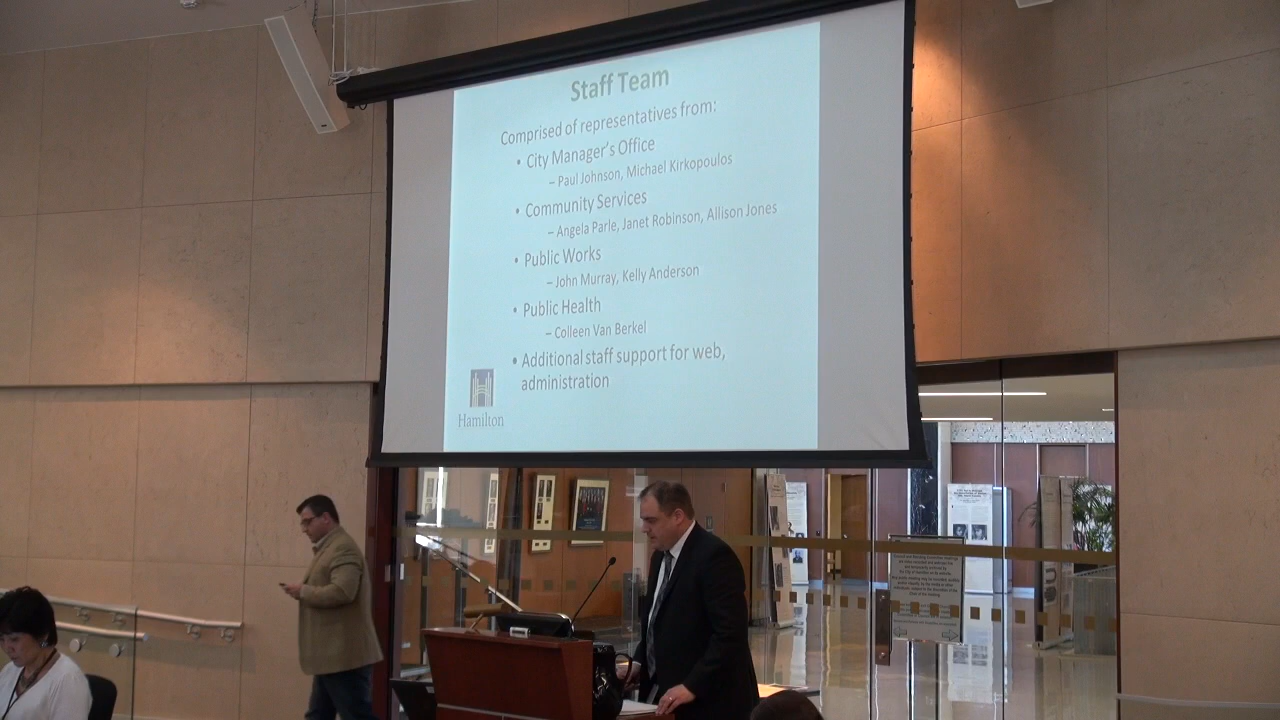 Staff Team
Comprised of representatives from:
• City Manager's Office
– Paul Johnson, Michael Kirkopoulos
• Community Services
– Angela Parle, Janet Robinson, Allison Jones
• Public Works
– John Murray, Kelly Anderson
• Public Health
– Colleen Van Berkel
• Additional staff support for web,
administration
Hamilton